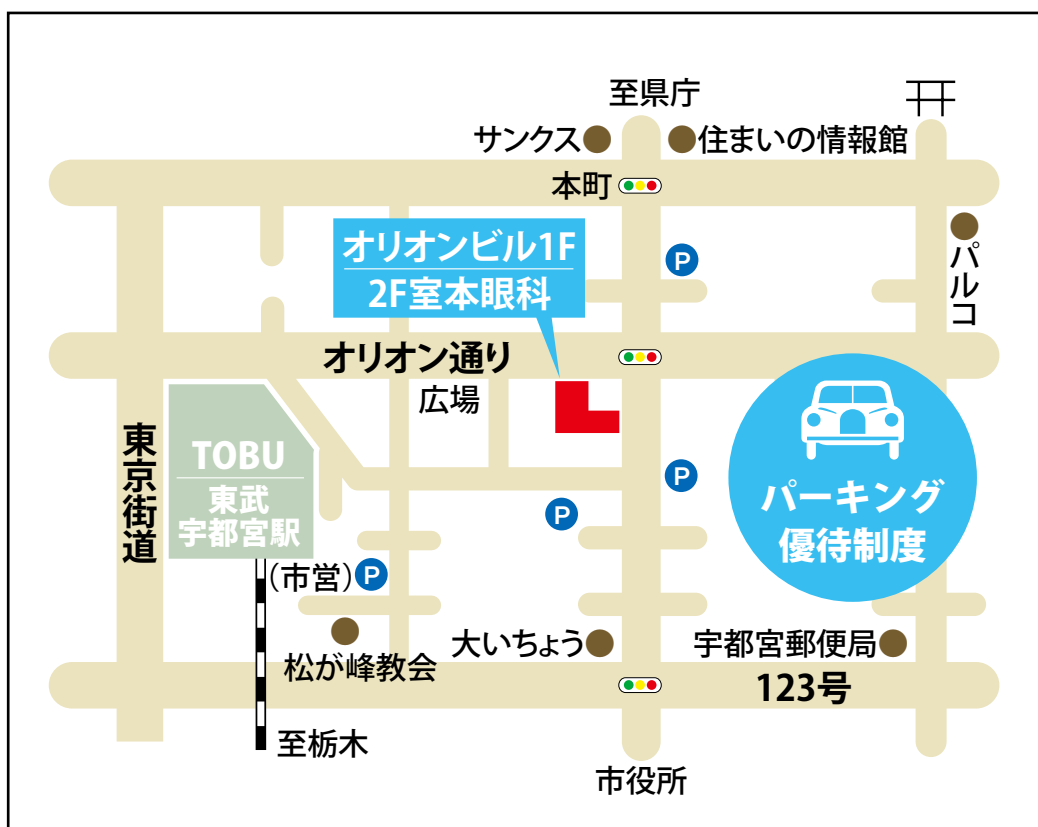 至県庁
サンクス
住まいの情報館
本町
オリオンビル1F
2F室本眼科
P
パルコ
オリオン通り
広場
東京街道
TOBU
東武
宇都宮駅
P
P
パーキング
優待制度
(市営)
P
松が峰教会
大いちょう
宇都宮郵便局
123号
至栃木
市役所